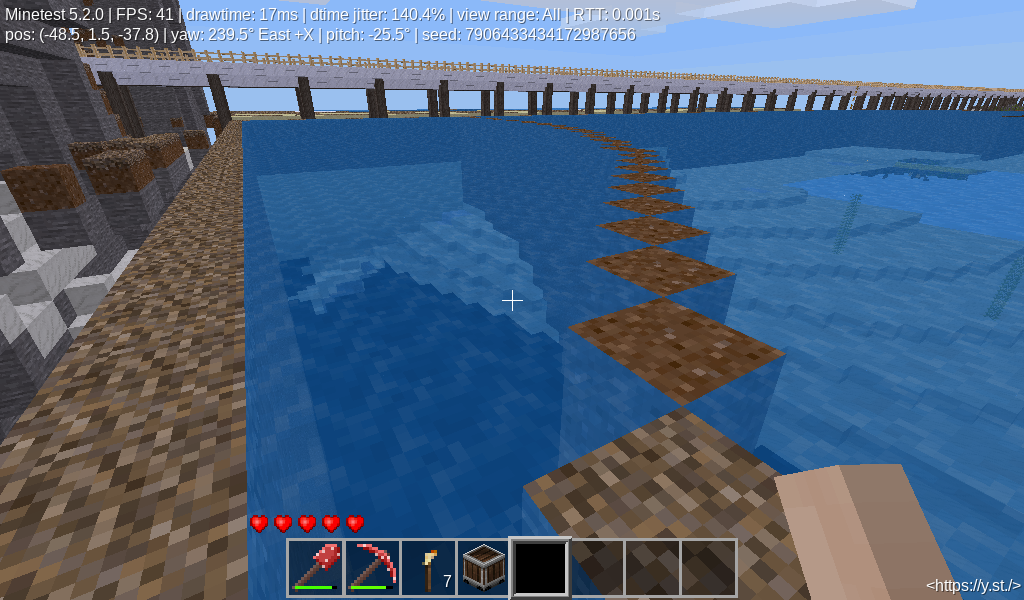 Minetest 5.2.0 | FPS: 41 | drawtime: 17ms | dtime jitter: 140.4% | view range: All | RTT: 0.001s
pos: (-48.5, 1.5, -37.8) | yaw: 239.5° East +X | pitch: -25.5° | seed: 7906433434172987656
7
<https://y.st./>